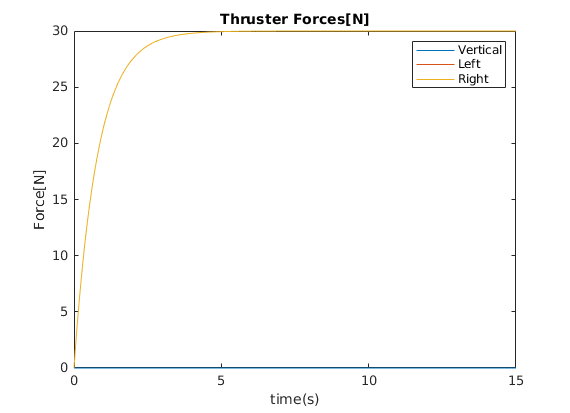 Thruster Forces[N]
30
25
20
15
10
5
0
Force[N]
Vertical
Left
Right
0 5 10 15
time(s)